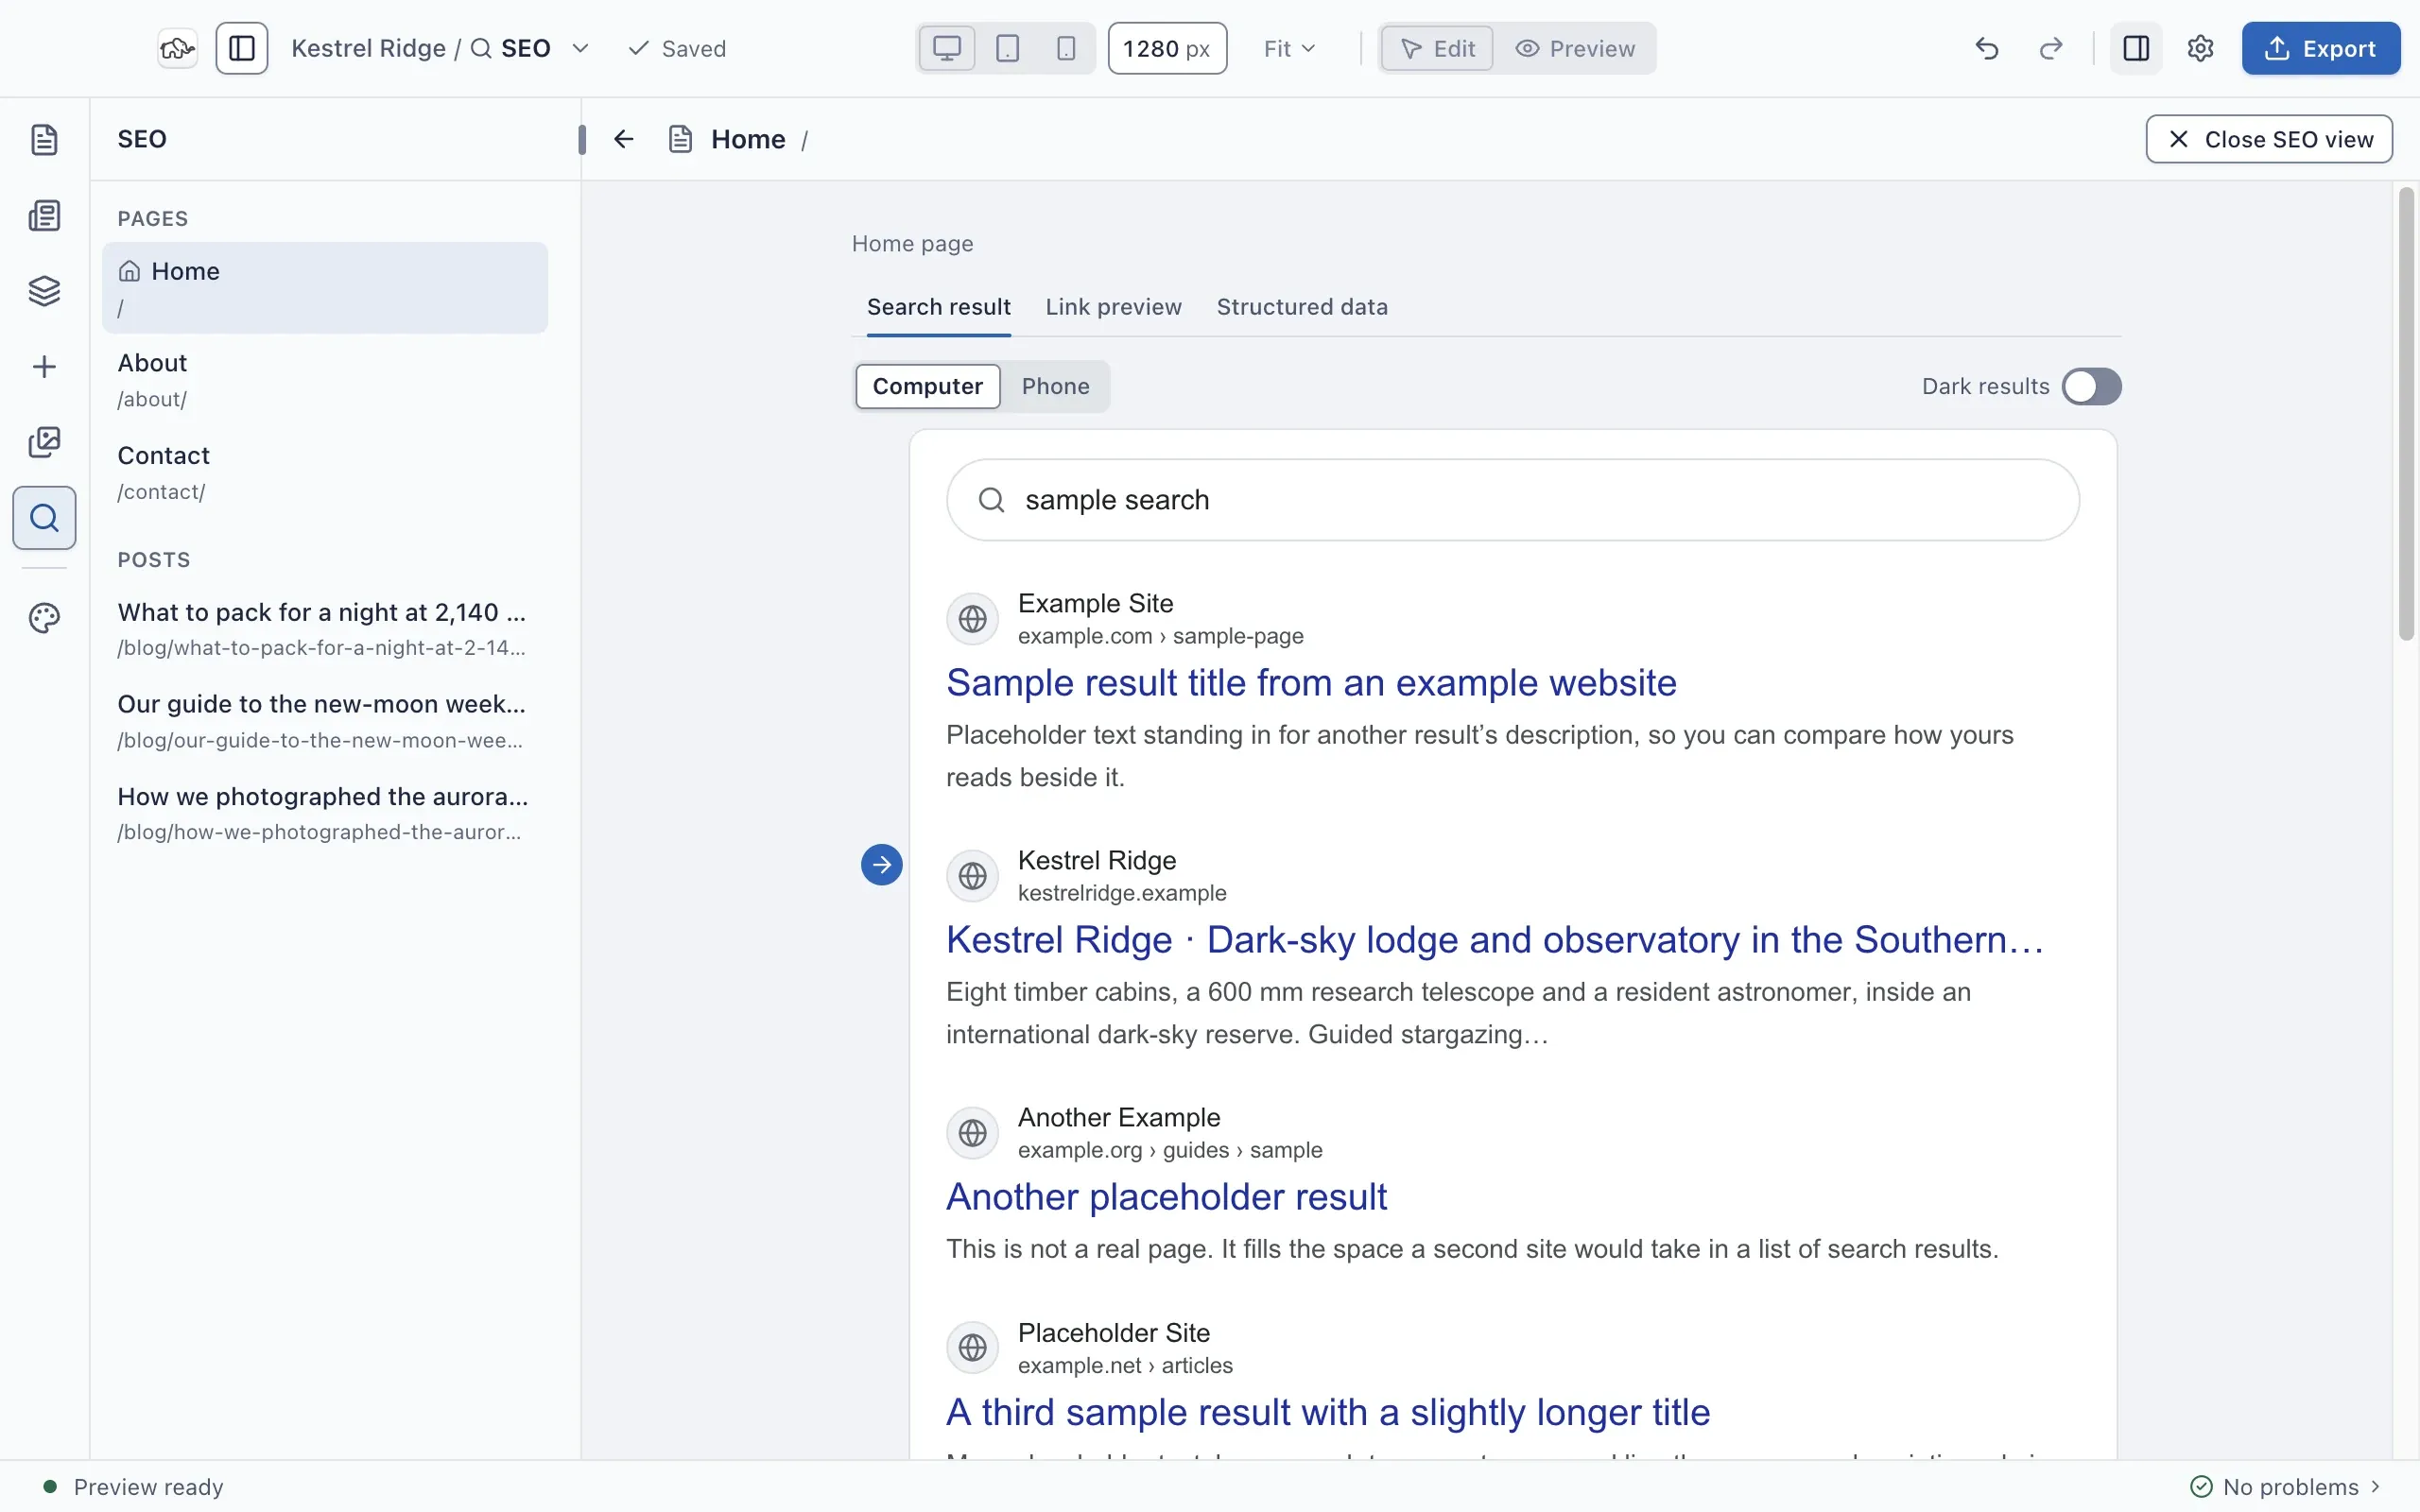 Kestrel Ridge / SEO
Saved
1280 px
Fit
Edit
Preview
Export
SEO
Home /
Close SEO view
PAGES
Home
/
About
/about/
Contact
/contact/
POSTS
What to pack for a night at 2,140 ...
/blog/what-to-pack-for-a-night-at-2-14...
Our guide to the new-moon week...
/blog/our-guide-to-the-new-moon-wee...
How we photographed the aurora...
/blog/how-we-photographed-the-auror...
Home page
Search result
Link preview
Structured data
Computer
Phone
Dark results
sample search
Example Site
example.com › sample-page
Sample result title from an example website
Placeholder text standing in for another result’s description, so you can compare how yours
reads beside it.
Kestrel Ridge
kestrelridge.example
Kestrel Ridge · Dark-sky lodge and observatory in the Southern…
Eight timber cabins, a 600 mm research telescope and a resident astronomer, inside an
international dark-sky reserve. Guided stargazing…
Another Example
example.org › guides › sample
Another placeholder result
This is not a real page. It fills the space a second site would take in a list of search results.
Placeholder Site
example.net › articles
A third sample result with a slightly longer title
Preview ready
No problems